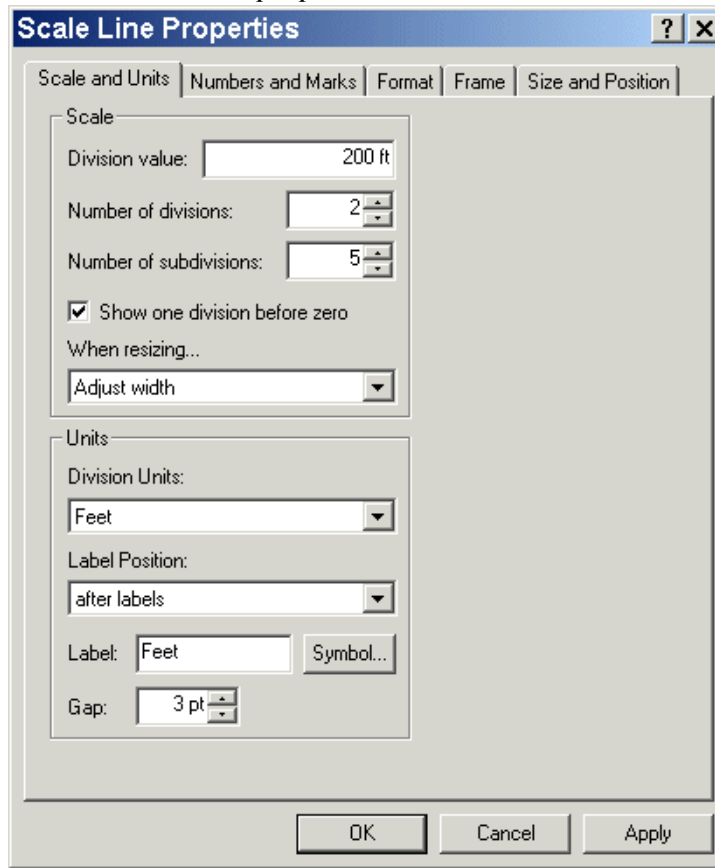 Scale Line Properties
Scale and Units Numbers and Marks Format Frame Size and Position
Scale
Division value: 200 ft
Number of divisions: 2
Number of subdivisions: 5
Show one division before zero
When resizing...
Adjust width
Units
Division Units:
Feet
Label Position:
after labels
Label: Feet Symbol...
Gap: 3 pt
OK Cancel Apply